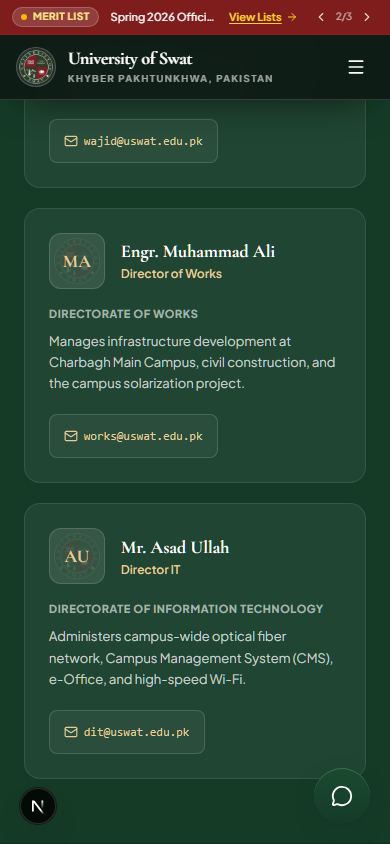 MERIT LIST Spring 2026 Offici... View Lists → 2/3
University of Swat
KHYBER PAKHTUNKHWA, PAKISTAN
wajid@uswat.edu.pk
MA
Engr. Muhammad Ali
Director of Works
DIRECTORATE OF WORKS
Manages infrastructure development at
Charbagh Main Campus, civil construction, and
the campus solarization project.
works@uswat.edu.pk
AU
Mr. Asad Ullah
Director IT
DIRECTORATE OF INFORMATION TECHNOLOGY
Administers campus-wide optical fiber
network, Campus Management System (CMS),
e-Office, and high-speed Wi-Fi.
dit@uswat.edu.pk
N